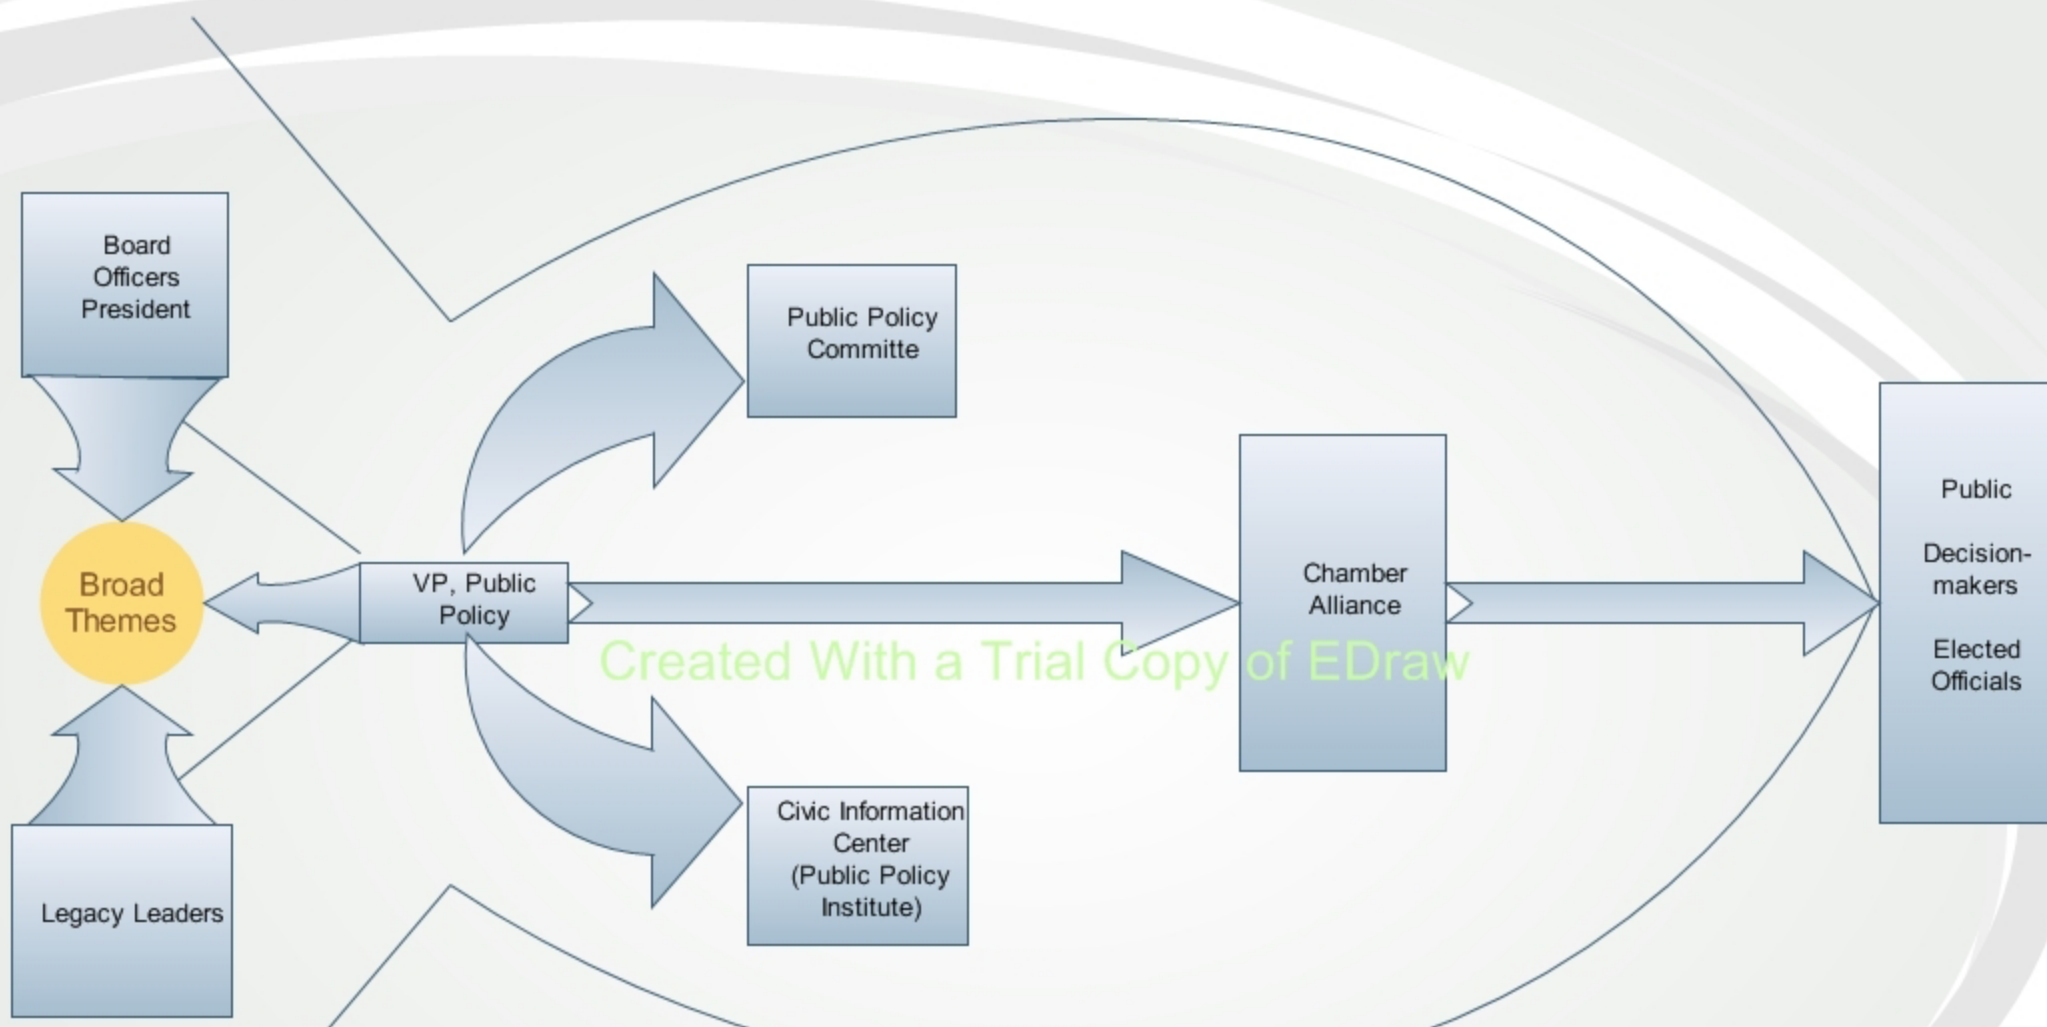 Board
Officers
President
Public Policy
Committe
Public
Decision-
makers
Elected
Officials
Broad
Themes
VP, Public
Policy
Chamber
Alliance
Created With a Trial Copy of EDraw
Civic Information
Center
(Public Policy
Institute)
Legacy Leaders